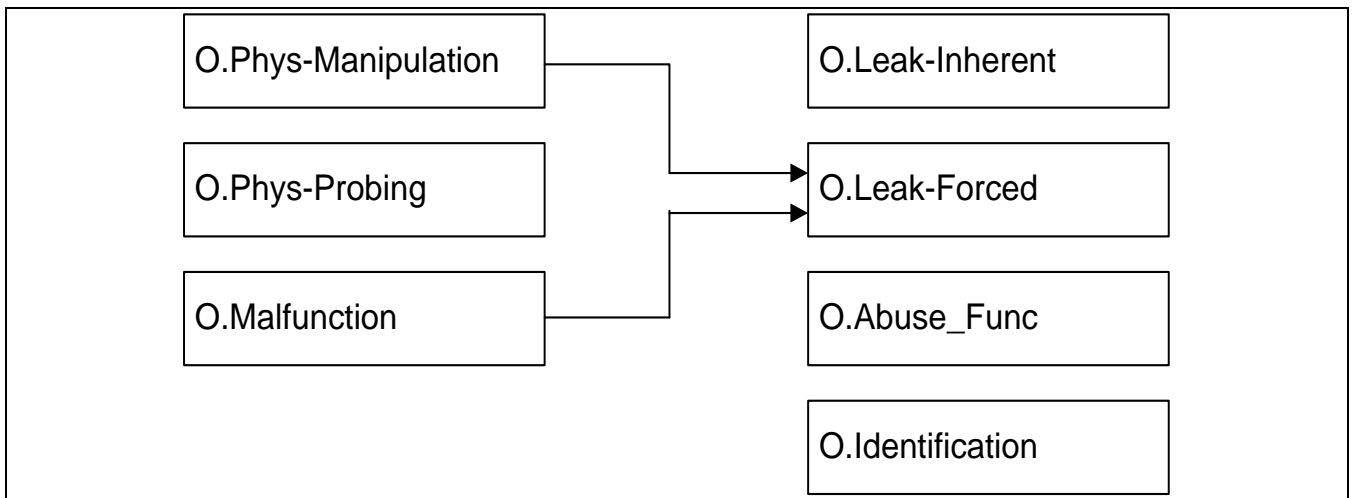 O.Phys-Manipulation
O.Leak-Inherent
O.Phys-Probing
O.Leak-Forced
O.Malfunction
O.Abuse_Func
O.Identification